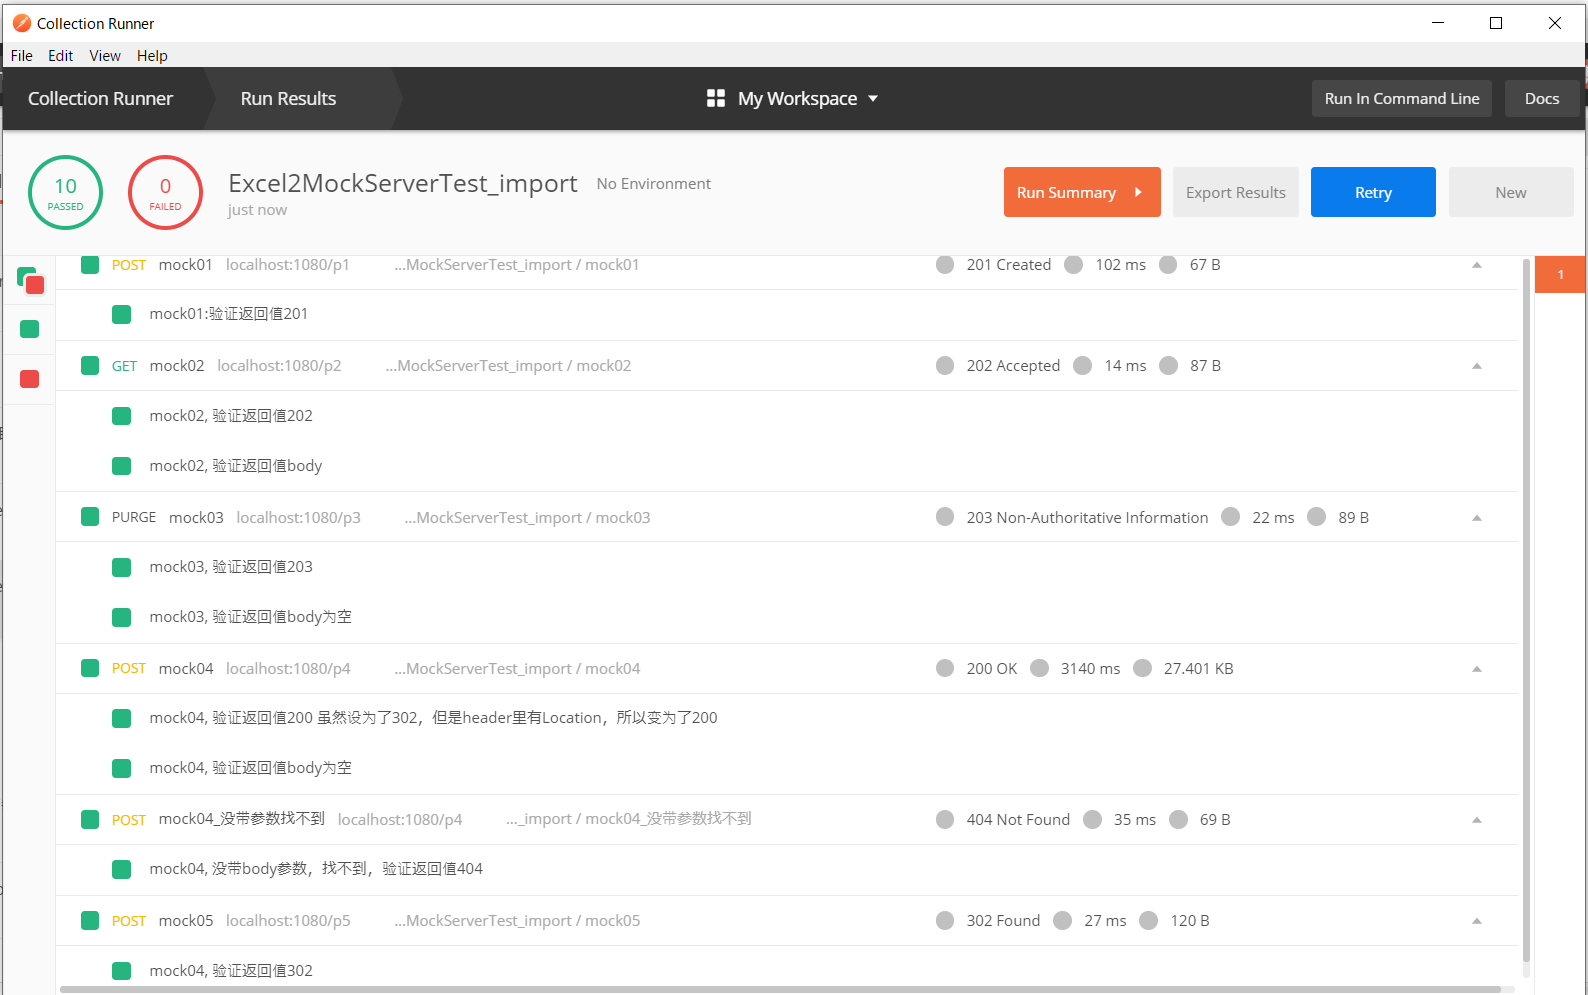 Collection Runner
File Edit View Help
Collection Runner Run Results My Workspace Run In Command Line Docs
10 PASSED
0 FAILED
Excel2MockServerTest_import No Environment
just now
Run Summary Export Results Retry New
POST mock01 localhost:1080/p1 ...MockServerTest_import / mock01 201 Created 102 ms 67 B
1
mock01:验证返回值201
GET mock02 localhost:1080/p2 ...MockServerTest_import / mock02 202 Accepted 14 ms 87 B
mock02, 验证返回值202
mock02, 验证返回值body
PURGE mock03 localhost:1080/p3 ...MockServerTest_import / mock03 203 Non-Authoritative Information 22 ms 89 B
mock03, 验证返回值203
mock03, 验证返回值body为空
POST mock04 localhost:1080/p4 ...MockServerTest_import / mock04 200 OK 3140 ms 27.401 KB
mock04, 验证返回值200 虽然设为了302，但是header里有Location，所以变为了200
mock04, 验证返回值body为空
POST mock04_没带参数找不到 localhost:1080/p4 ..._import / mock04_没带参数找不到 404 Not Found 35 ms 69 B
mock04, 没带body参数，找不到，验证返回值404
POST mock05 localhost:1080/p5 ...MockServerTest_import / mock05 302 Found 27 ms 120 B
mock04, 验证返回值302